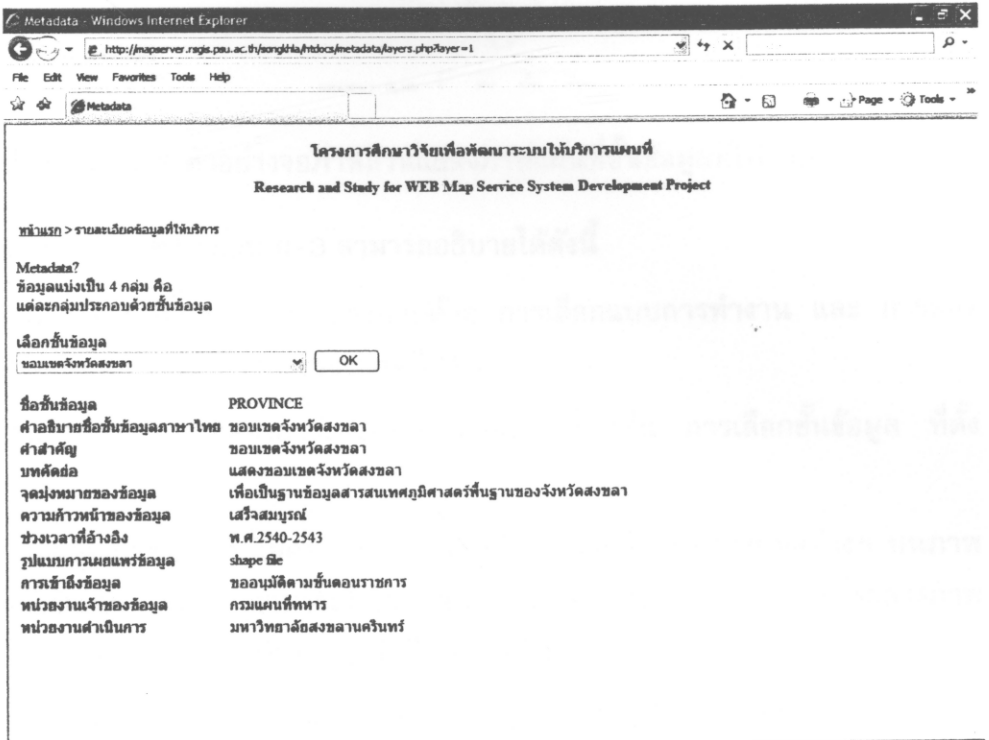 Metadata - Windows Internet Explorer
http://mapserver.rsgis.psu.ac.th/songkhla/htdocs/metadata/layers.php?layer=1
File Edit View Favorites Tools Help
Metadata
Page Tools
โครงการศึกษาวิจัยเพื่อพัฒนาระบบให้บริการแผนที่
Research and Study for WEB Map Service System Development Project
หน้าแรก > รายละเอียดข้อมูลที่ให้บริการ
Metadata?
ข้อมูลแบ่งเป็น 4 กลุ่ม คือ
แต่ละกลุ่มประกอบด้วยชั้นข้อมูล
เลือกชั้นข้อมูล
ขอบเขตจังหวัดสงขลา OK
ชื่อชั้นข้อมูล PROVINCE
คำอธิบายชื่อชั้นข้อมูลภาษาไทย ขอบเขตจังหวัดสงขลา
คำสำคัญ ขอบเขตจังหวัดสงขลา
บทคัดย่อ แสดงขอบเขตจังหวัดสงขลา
จุดมุ่งหมายของข้อมูล เพื่อเป็นฐานข้อมูลสารสนเทศภูมิศาสตร์พื้นฐานของจังหวัดสงขลา
ความก้าวหน้าของข้อมูล เสร็จสมบูรณ์
ช่วงเวลาที่อ้างอิง พ.ศ.2540-2543
รูปแบบการเผยแพร่ข้อมูล shape file
การเข้าถึงข้อมูล ขออนุมัติตามขั้นตอนราชการ
หน่วยงานเจ้าของข้อมูล กรมแผนที่ทหาร
หน่วยงานดำเนินการ มหาวิทยาลัยสงขลานครินทร์